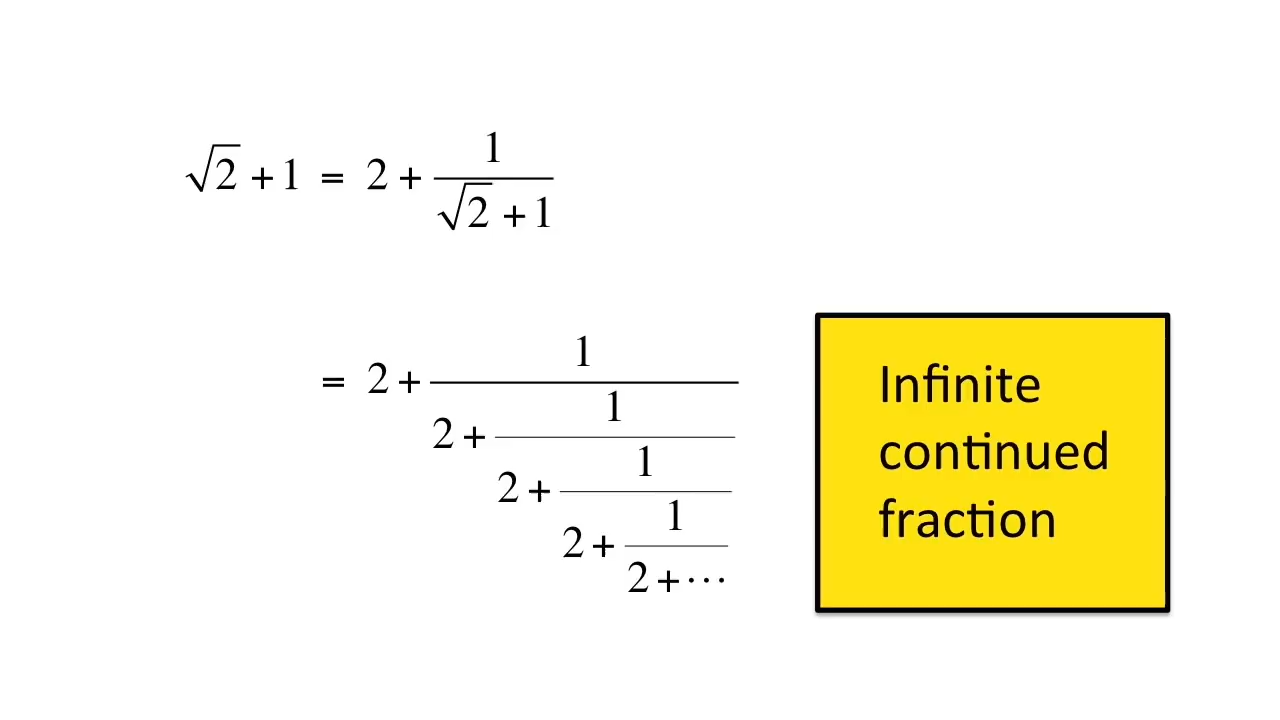 √2 + 1 = 2 + 1/(√2 + 1)
= 2 + 1/(2 + 1/(2 + 1/(2 + 1/(2 + ⋯))))
Infinite
continued
fraction